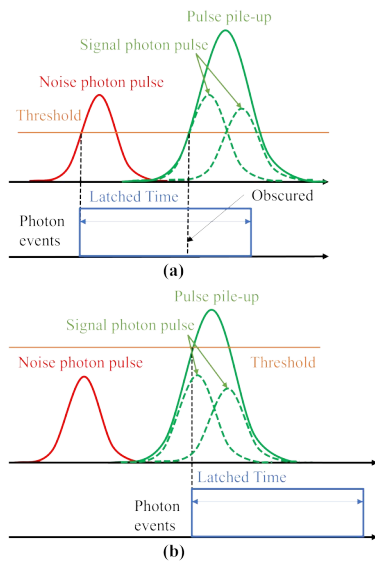 Pulse pile-up
Signal photon pulse
Noise photon pulse
Threshold
Latched Time
Obscured
Photon
events
(a)
Pulse pile-up
Signal photon pulse
Noise photon pulse
Threshold
Latched Time
Photon
events
(b)